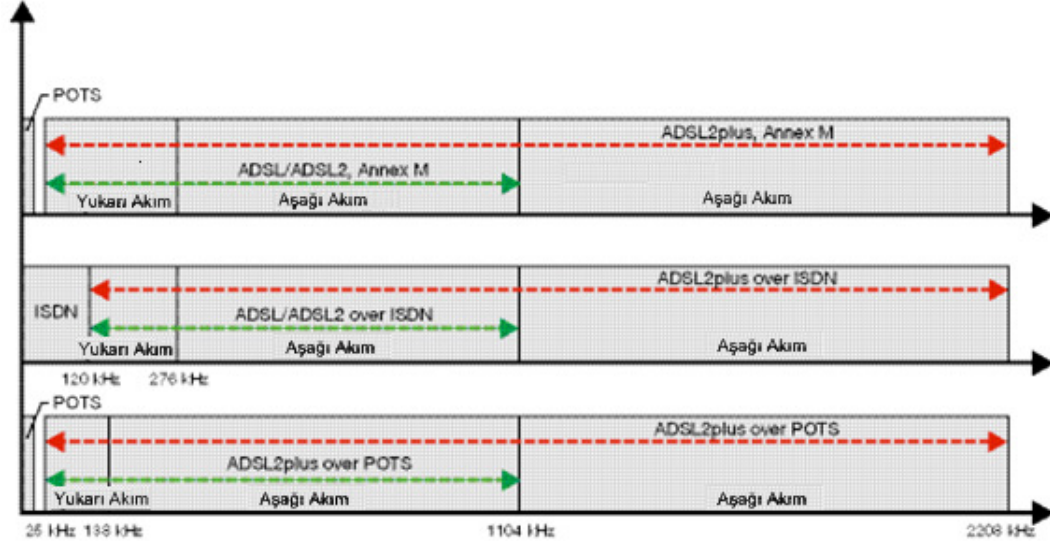 POTS
ADSL2plus, Annex M
ADSL/ADSL2, Annex M
Yukarı Akım Aşağı Akım Aşağı Akım
ADSL2plus over ISDN
ISDN ADSL/ADSL2 over ISDN
Yukarı Akım Aşağı Akım Aşağı Akım
120 kHz 276 kHz
POTS
ADSL2plus over POTS
ADSL2plus over POTS
Yukarı Akım Aşağı Akım Aşağı Akım
25 kHz 138 kHz 1104 kHz 2208 kHz